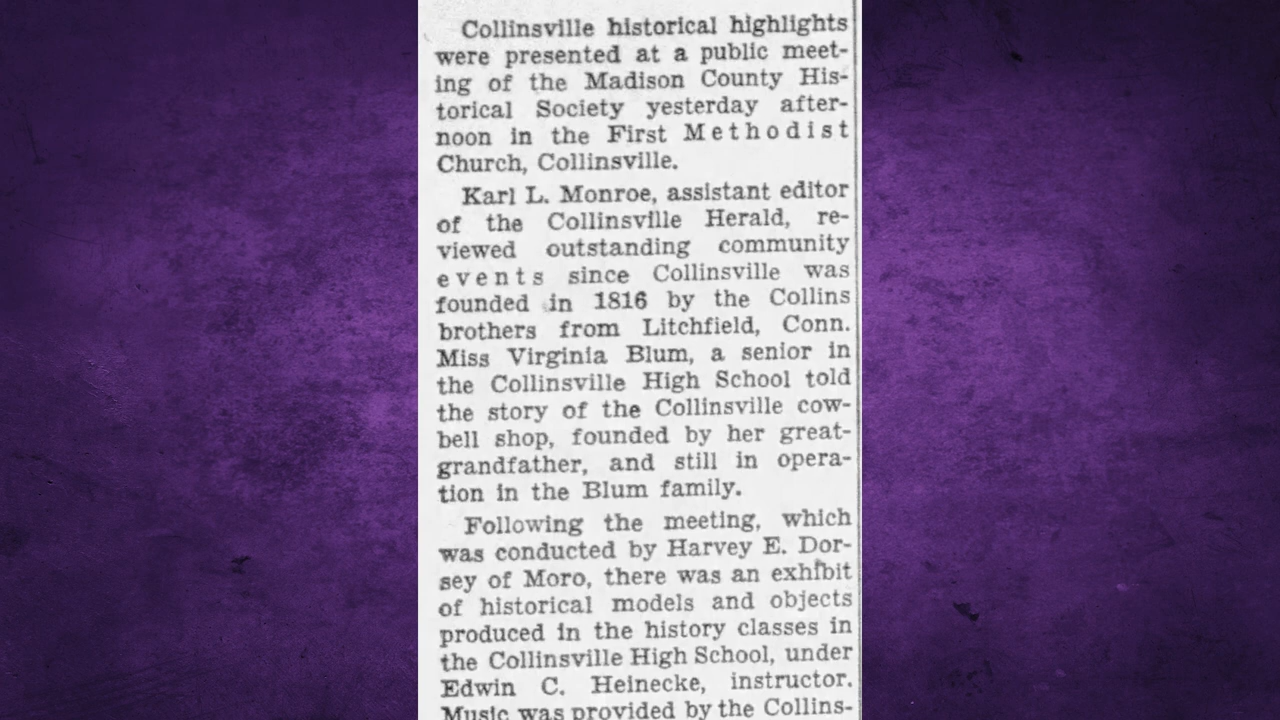 Collinsville historical highlights
were presented at a public meet-
ing of the Madison County His-
torical Society yesterday after-
noon in the First Methodist
Church, Collinsville.
Karl L. Monroe, assistant editor
of the Collinsville Herald, re-
viewed outstanding community
events since Collinsville was
founded in 1816 by the Collins
brothers from Litchfield, Conn.
Miss Virginia Blum, a senior in
the Collinsville High School told
the story of the Collinsville cow-
bell shop, founded by her great-
grandfather, and still in opera-
tion in the Blum family.
Following the meeting, which
was conducted by Harvey E. Dor-
sey of Moro, there was an exhibit
of historical models and objects
produced in the history classes in
the Collinsville High School, under
Edwin C. Heinecke, instructor.
Music was provided by the Collins-